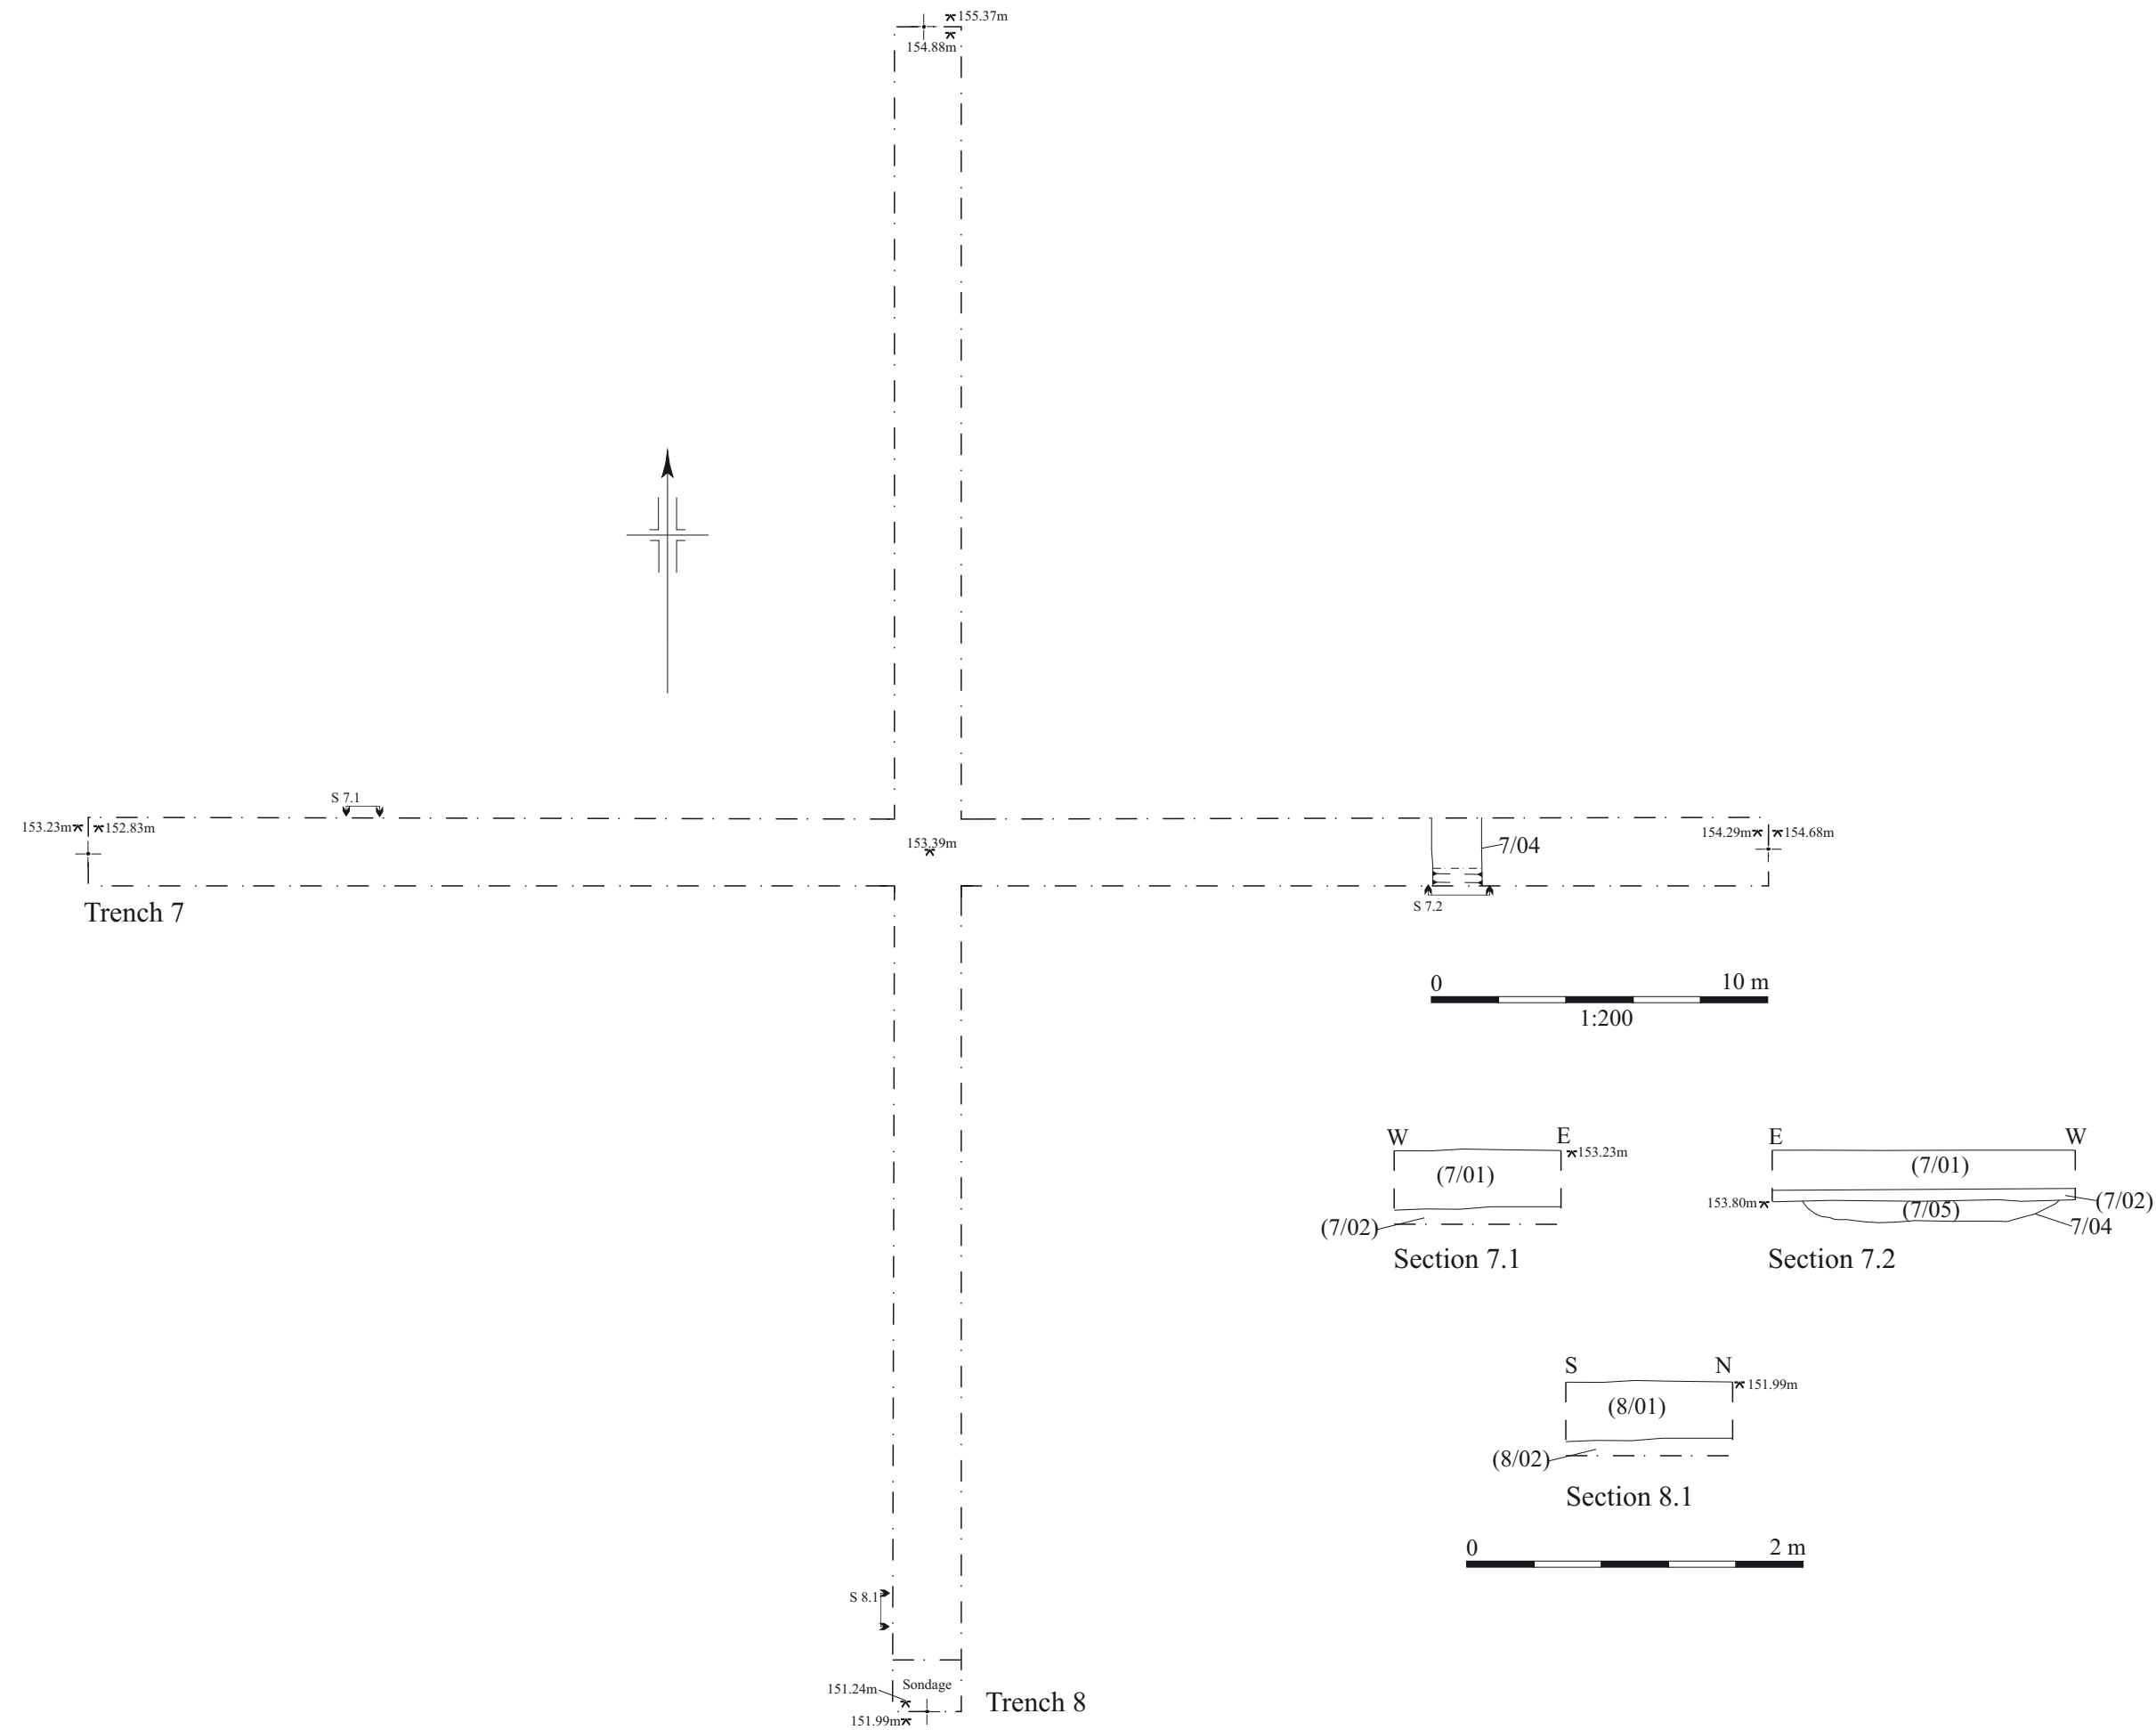 155.37m
154.88m
S 7.1
153.23m 152.83m
153.39m
154.29m 154.68m
7/04
Trench 7
S 7.2
0 10 m
1:200
W E
153.23m
(7/01)
(7/02)
Section 7.1
E W
(7/01)
153.80m
(7/02)
(7/05)
7/04
Section 7.2
S N
151.99m
(8/01)
(8/02)
Section 8.1
0 2 m
S 8.1
Sondage
151.24m
Trench 8
151.99m